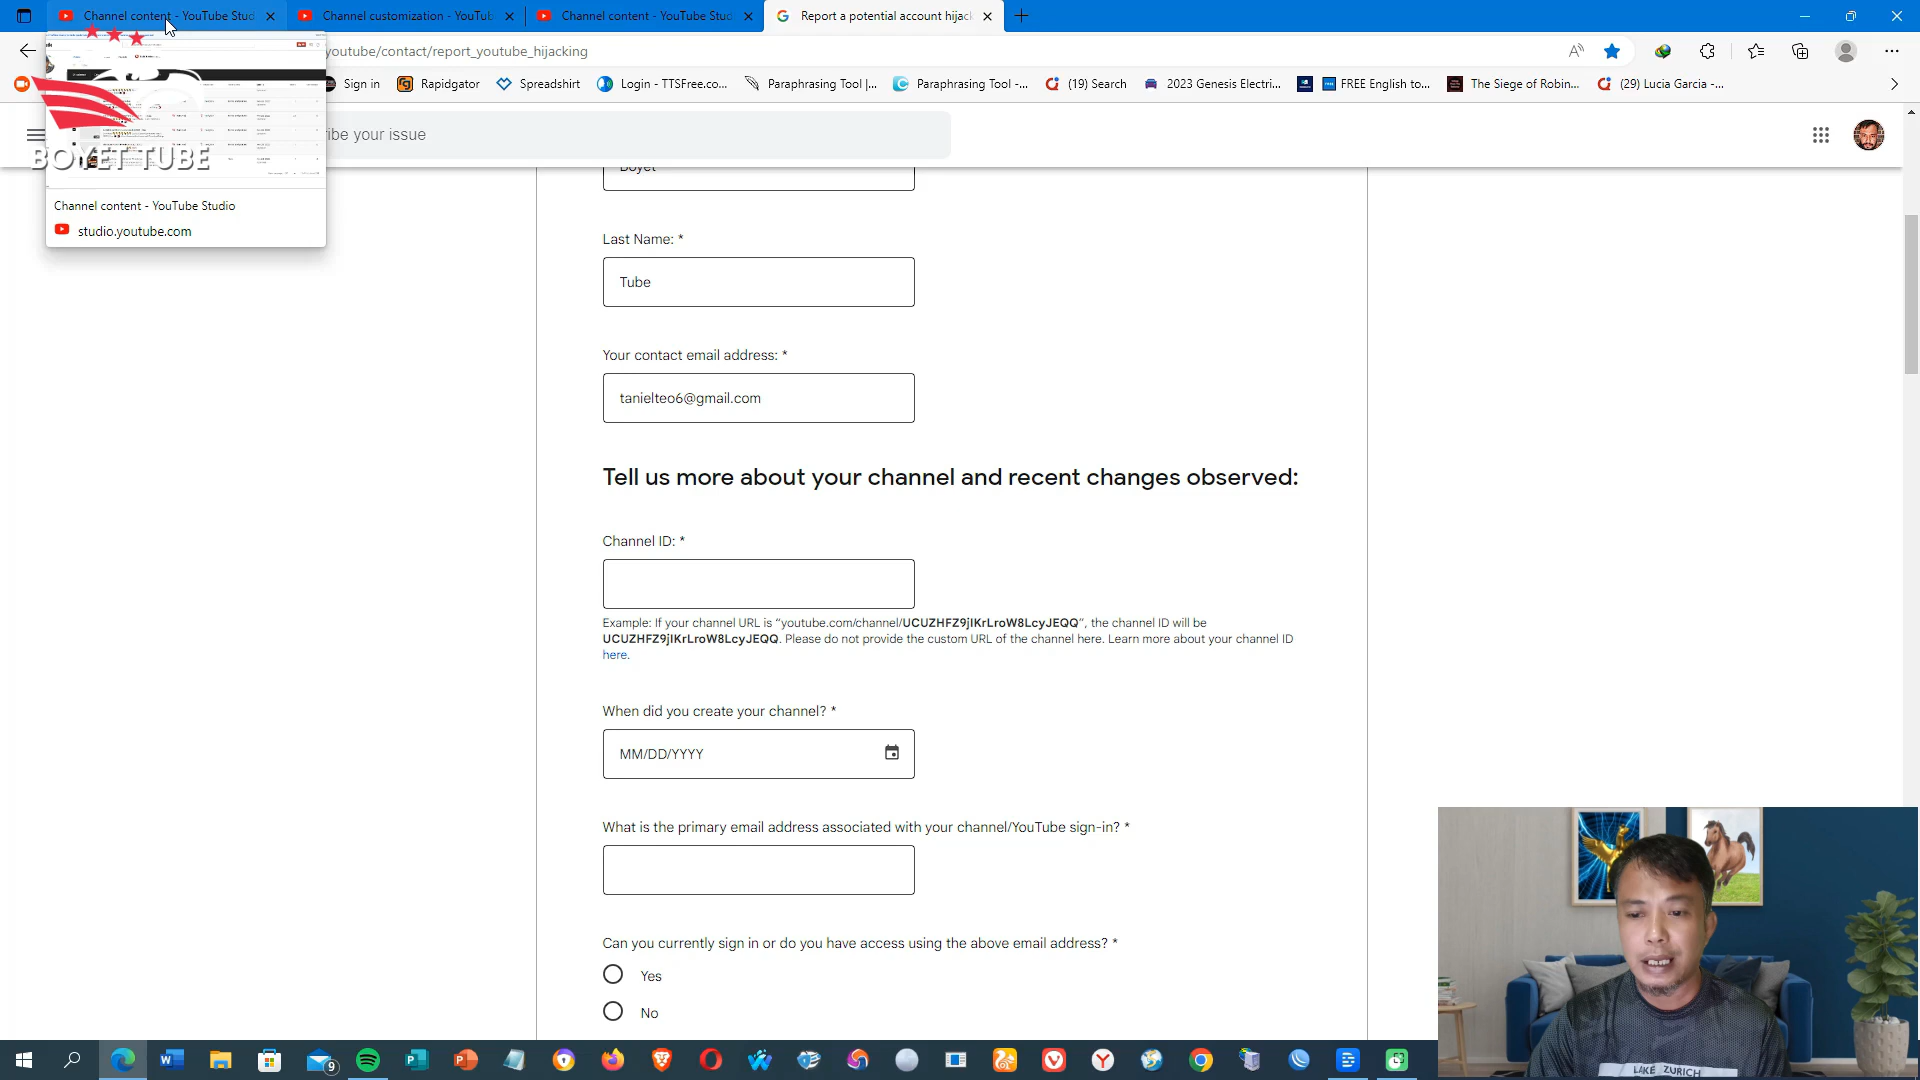 Channel content - YouTube Stud
Channel customization - YouTub
Channel content - YouTube Stud
Report a potential account hijack
youtube/contact/report_youtube_hijacking
Sign in
Rapidgator
Spreadshirt
Login - TTSFree.co...
Paraphrasing Tool |...
Paraphrasing Tool -...
(19) Search
2023 Genesis Electri...
FREE English to...
The Siege of Robin...
(29) Lucia Garcia -...
BOYET TUBE
ribe your issue
Channel content - YouTube Studio
studio.youtube.com
Boyet
Last Name: *
Tube
Your contact email address: *
tanielteo6@gmail.com
Tell us more about your channel and recent changes observed:
Channel ID: *
Example: If your channel URL is “youtube.com/channel/UCUZHFZ9jIKrLroW8LcyJEQQ”, the channel ID will be
UCUZHFZ9jIKrLroW8LcyJEQQ. Please do not provide the custom URL of the channel here. Learn more about your channel ID
here.
When did you create your channel? *
MM/DD/YYYY
What is the primary email address associated with your channel/YouTube sign-in? *
Can you currently sign in or do you have access using the above email address? *
Yes
No
LAKE ZURICH
9